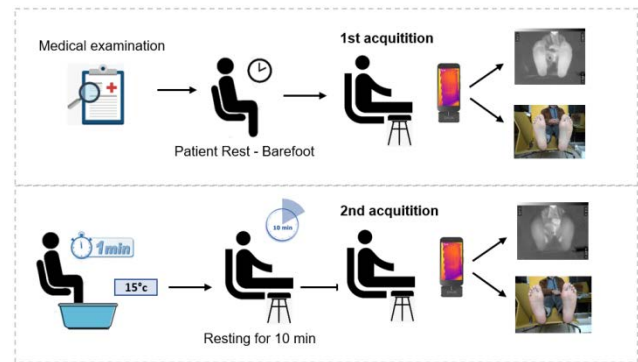 Medical examination
1st acquitition
Patient Rest - Barefoot
2nd acquitition
1min
10 min
15°c
Resting for 10 min